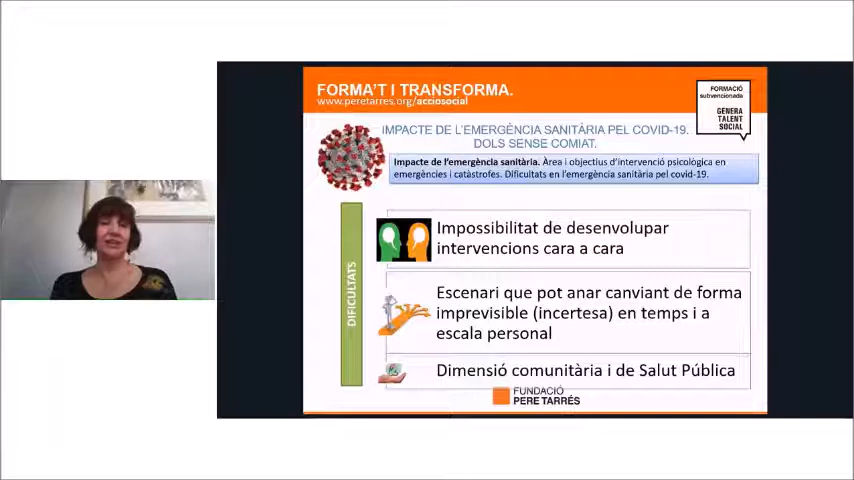 FORMA'T I TRANSFORMA.
www.peretarres.org/acciosocial
FORMACIÓ
subvencionada
GENERA
TALENT
SOCIAL
IMPACTE DE L'EMERGÈNCIA SANITÀRIA PEL COVID-19.
DOLS SENSE COMIAT.
Impacte de l'emergència sanitària. Àrea i objectius d'intervenció psicològica en
emergències i catàstrofes. Dificultats en l'emergència sanitària pel covid-19.
DIFICULTATS
Impossibilitat de desenvolupar
intervencions cara a cara
Escenari que pot anar canviant de forma
imprevisible (incertesa) en temps i a
escala personal
Dimensió comunitària i de Salut Pública
FUNDACIÓ
PERE TARRÉS